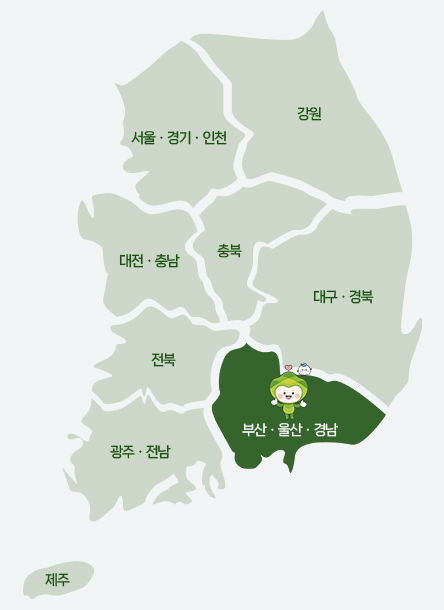 강원
서울 · 경기 · 인천
충북
대전 · 충남
대구 · 경북
전북
부산 · 울산 · 경남
광주 · 전남
제주